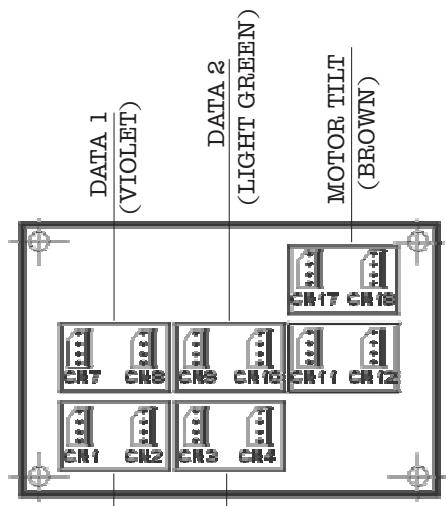 DATA 1
(VIOLET)
DATA 2
(LIGHT GREEN)
MOTOR TILT
(BROWN)
CN17 CN18
CN7 CN8 CN9 CN10 CN11 CN12
CN1 CN2 CN3 CN4